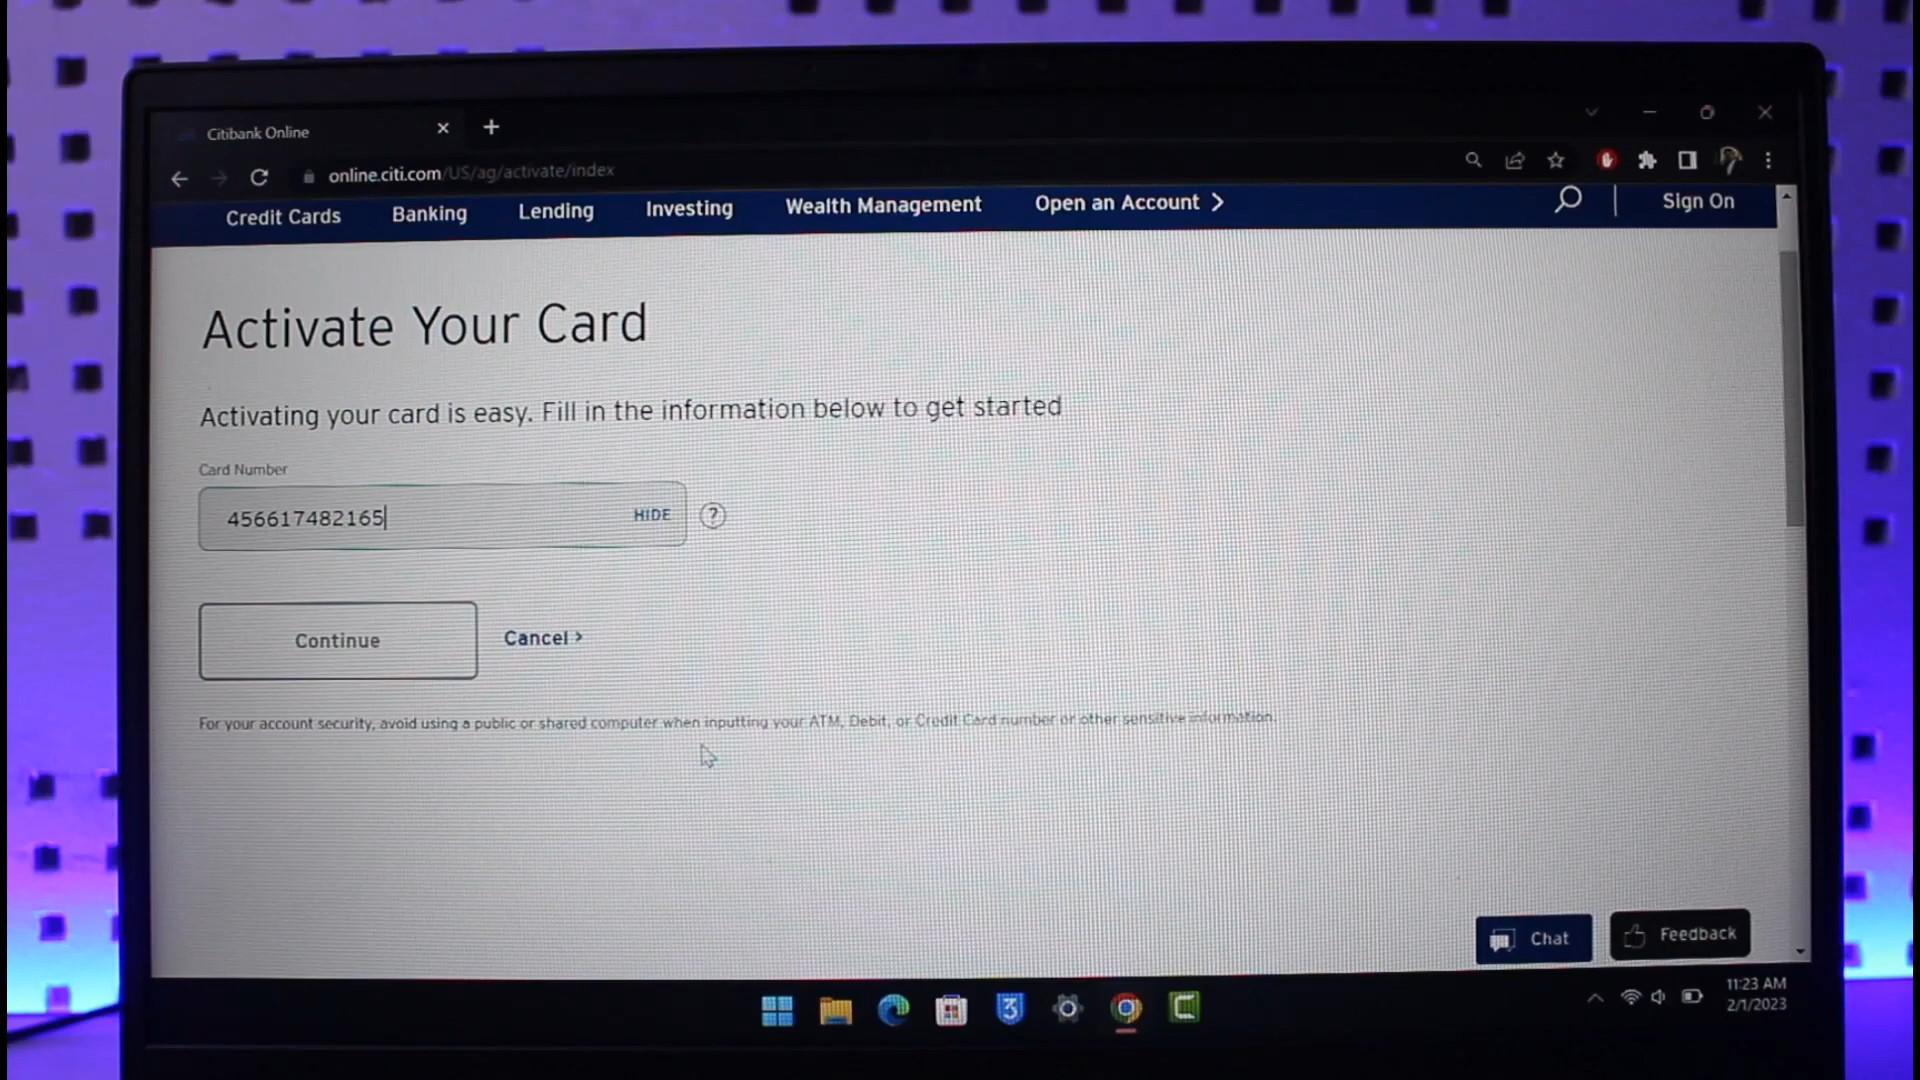 Citibank Online
online.citi.com/US/ag/activate/index
Credit Cards Banking Lending Investing Wealth Management Open an Account Sign On
Activate Your Card
Activating your card is easy. Fill in the information below to get started
Card Number
456617482165 HIDE ?
Continue Cancel
For your account security, avoid using a public or shared computer when inputting your ATM, Debit, or Credit Card number or other sensitive information.
Chat Feedback
3
11:23 AM
2/1/2023